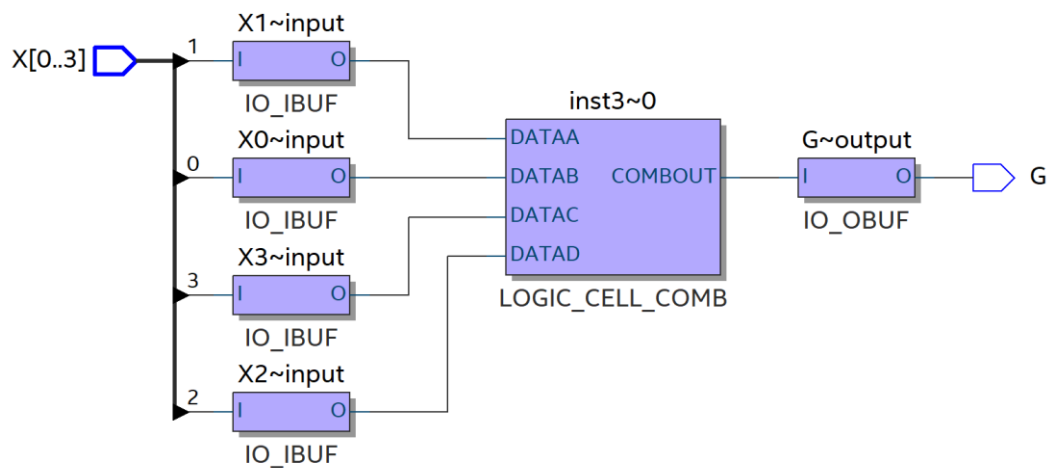 X[0..3]
1
X1~input
I O
IO_IBUF
0
X0~input
I O
IO_IBUF
3
X3~input
I O
IO_IBUF
2
X2~input
I O
IO_IBUF
inst3~0
DATAA
DATAB COMBOUT
DATAC
DATAD
LOGIC_CELL_COMB
G~output
I O
IO_OBUF
G